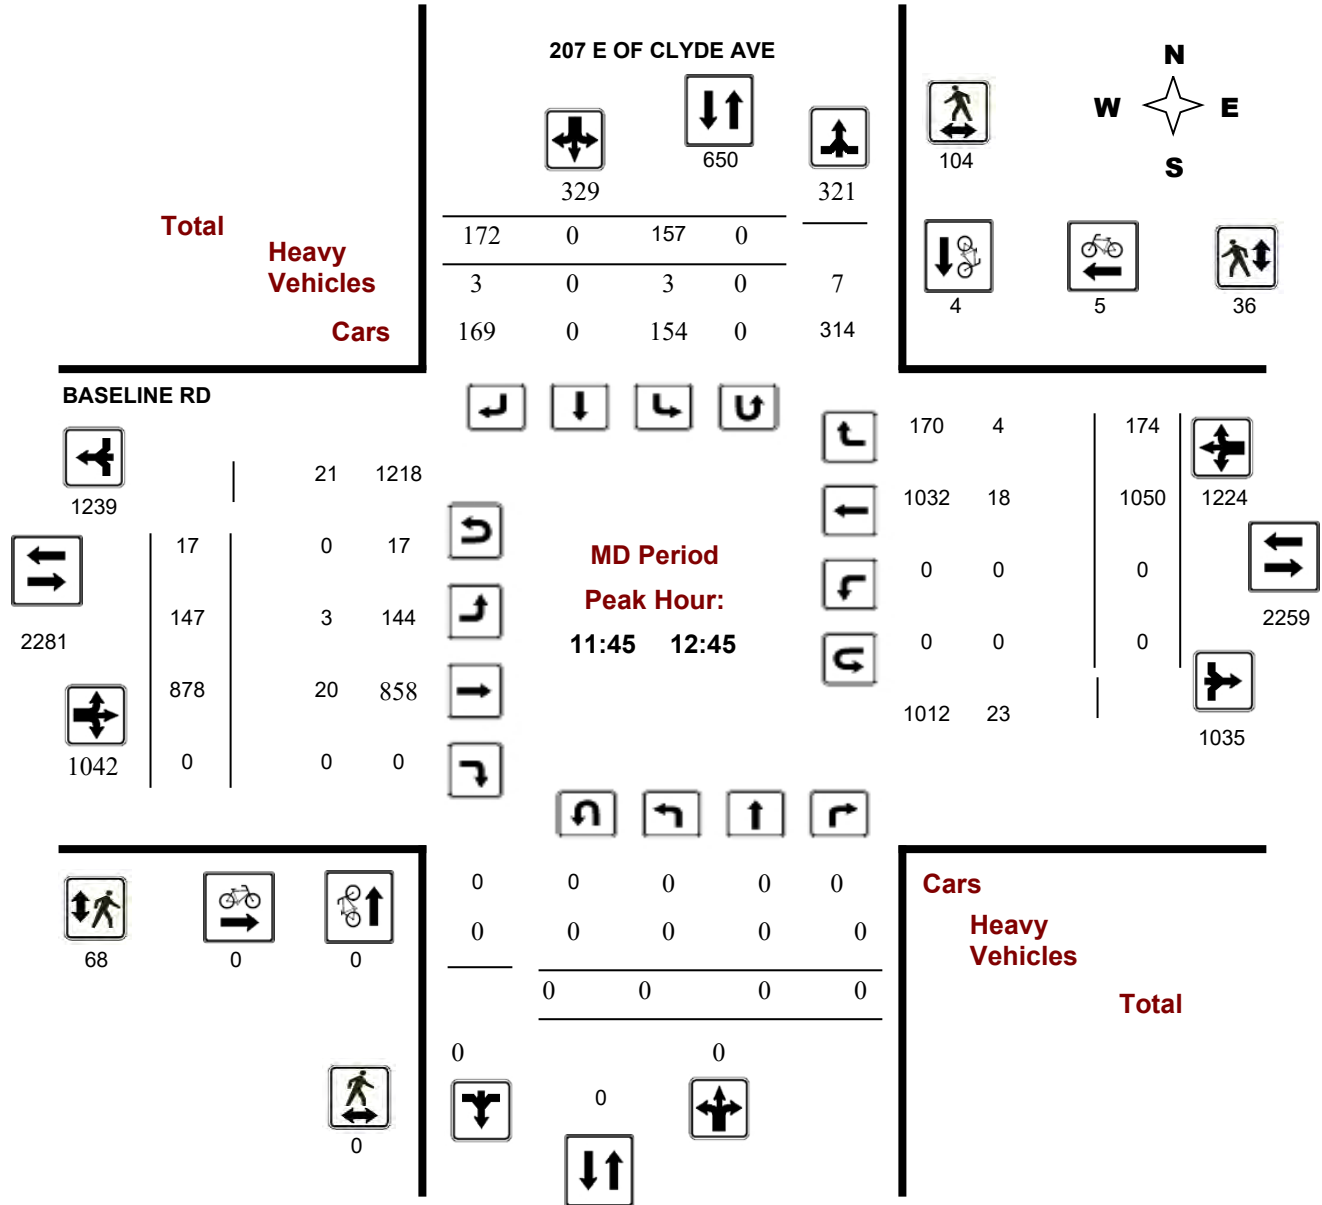 207 E OF CLYDE AVE
N
W E
S
650
104
329 321
Total
172 0 157 0
Heavy
Vehicles
3 0 3 0 7
4 5 36
Cars
169 0 154 0 314
BASELINE RD
170 4 174
21 1218
1239
1032 18 1050 1224
17 0 17
MD Period
0 0 0
Peak Hour:
147 3 144
2259
2281
11:45 12:45
0 0 0
878 20 858
1012 23
1035
1042 0 0 0
0 0 0 0 0
Cars
68 0 0
0 0 0 0 0
Heavy
Vehicles
0 0 0 0
Total
0 0
0
0